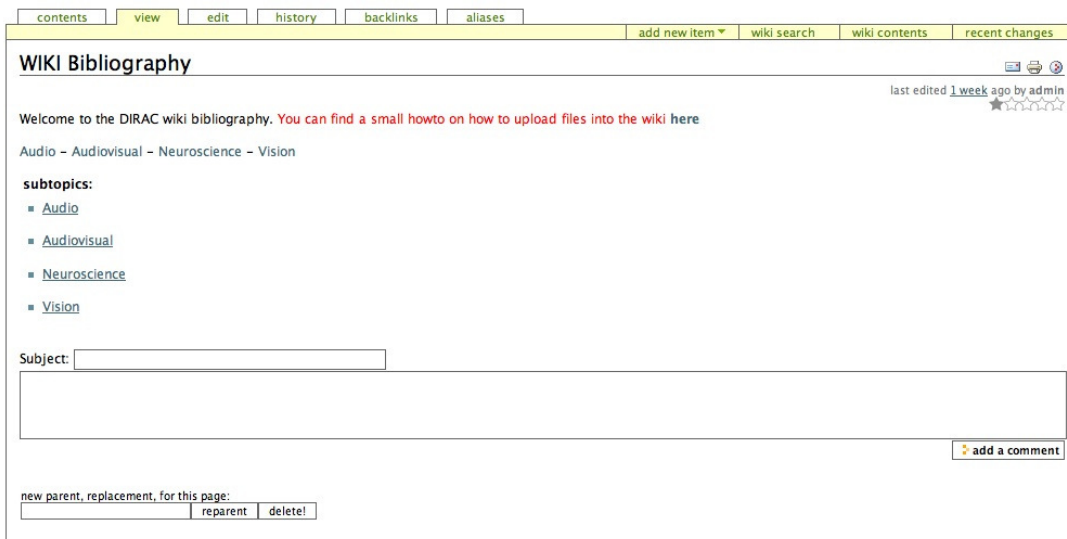 contents view edit history backlinks aliases
add new item wiki search wiki contents recent changes
WIKI Bibliography
last edited 1 week ago by admin
Welcome to the DIRAC wiki bibliography. You can find a small howto on how to upload files into the wiki here
Audio – Audiovisual – Neuroscience – Vision
subtopics:
Audio
Audiovisual
Neuroscience
Vision
Subject:
add a comment
new parent, replacement, for this page:
reparent delete!